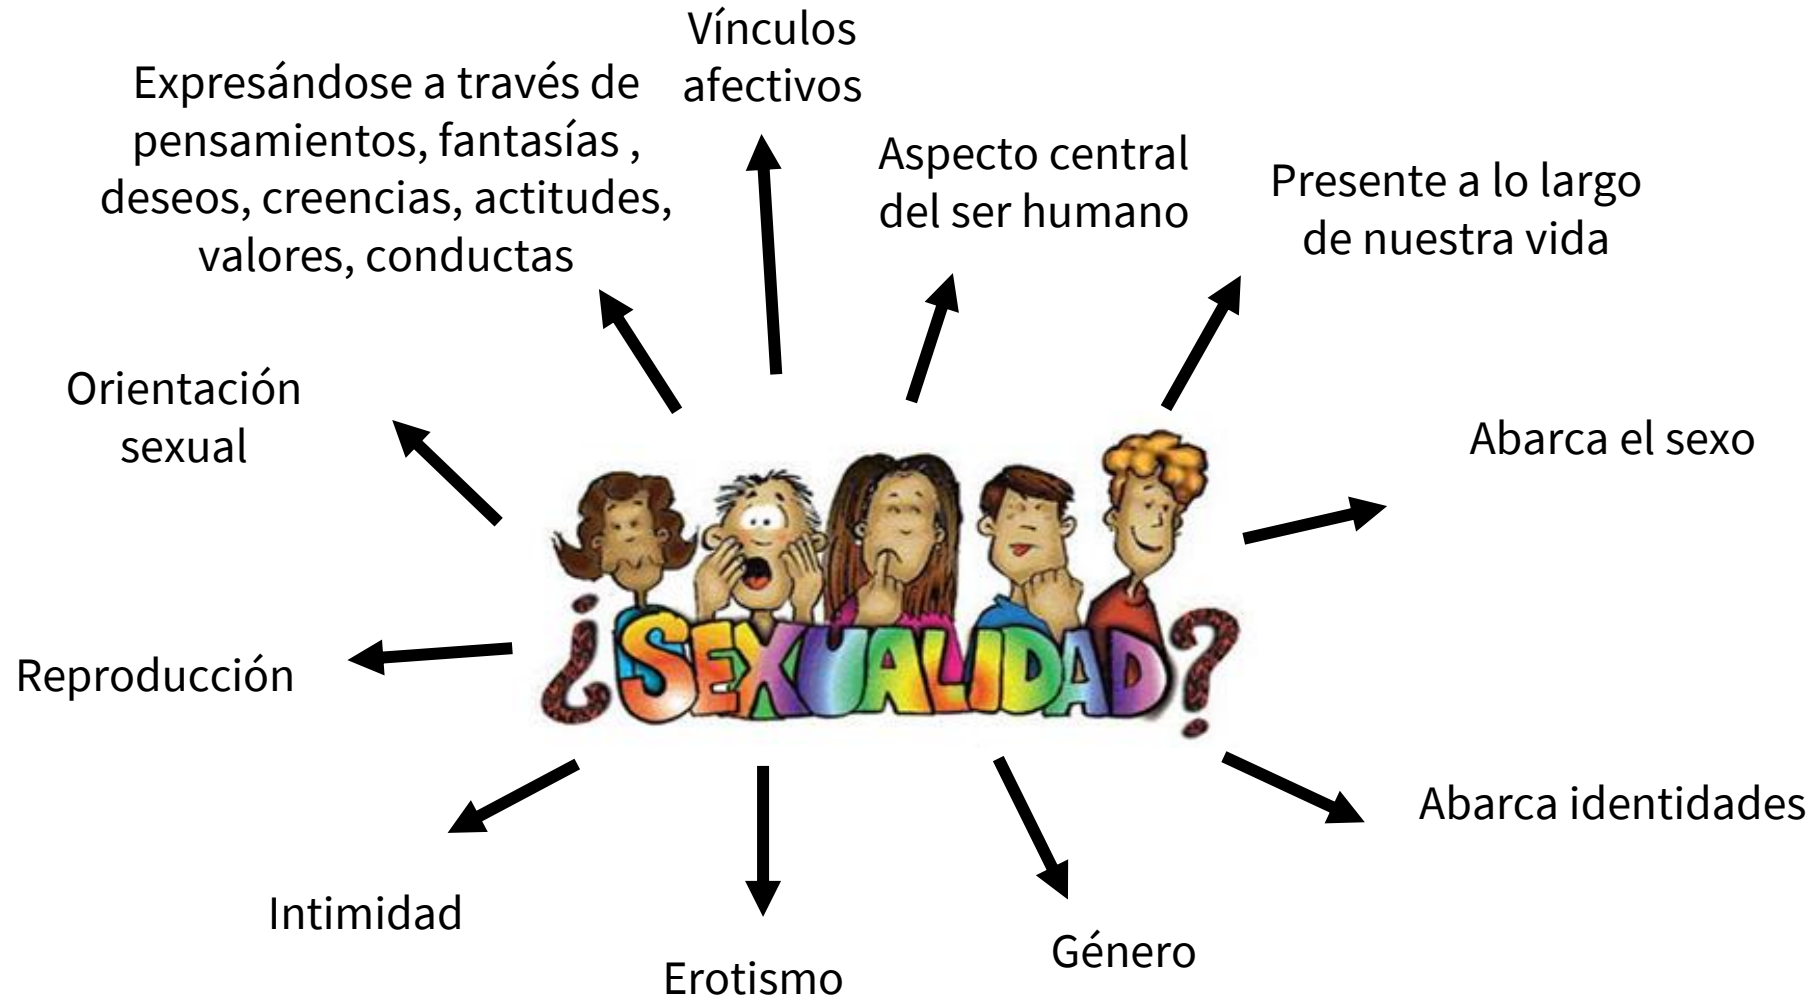 Vínculos
afectivos
Expresándose a través de
pensamientos, fantasías ,
deseos, creencias, actitudes,
valores, conductas
Aspecto central
del ser humano
Presente a lo largo
de nuestra vida
Orientación
sexual
Abarca el sexo
¿SEXUALIDAD?
Reproducción
Abarca identidades
Intimidad
Erotismo
Género